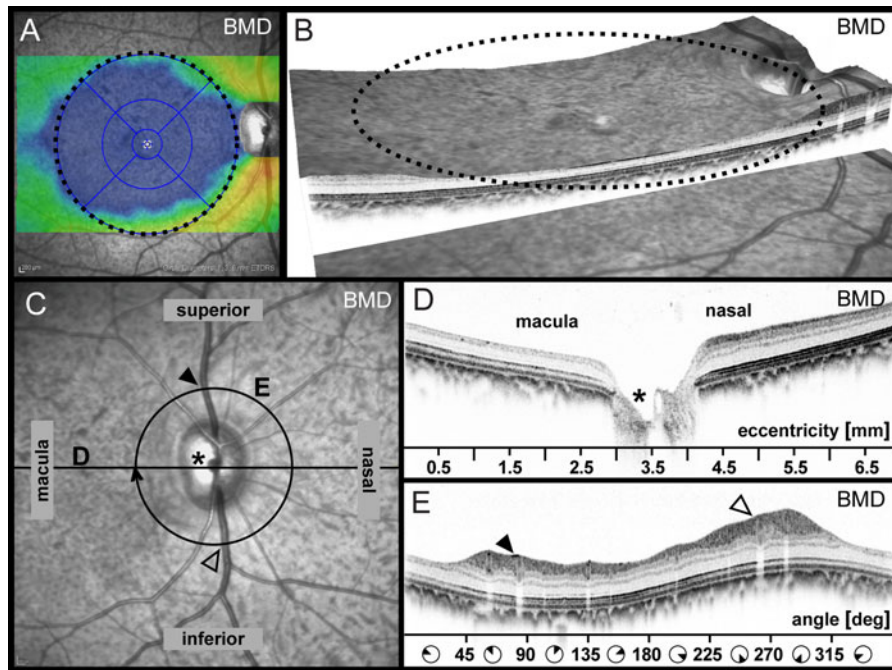 A
BMD
B
BMD
C
BMD
superior
E
D
*
macula
nasal
inferior
D
BMD
macula
nasal
*
eccentricity [mm]
0.5 1.5 2.5 3.5 4.5 5.5 6.5
E
BMD
angle [deg]
45 90 135 180 225 270 315